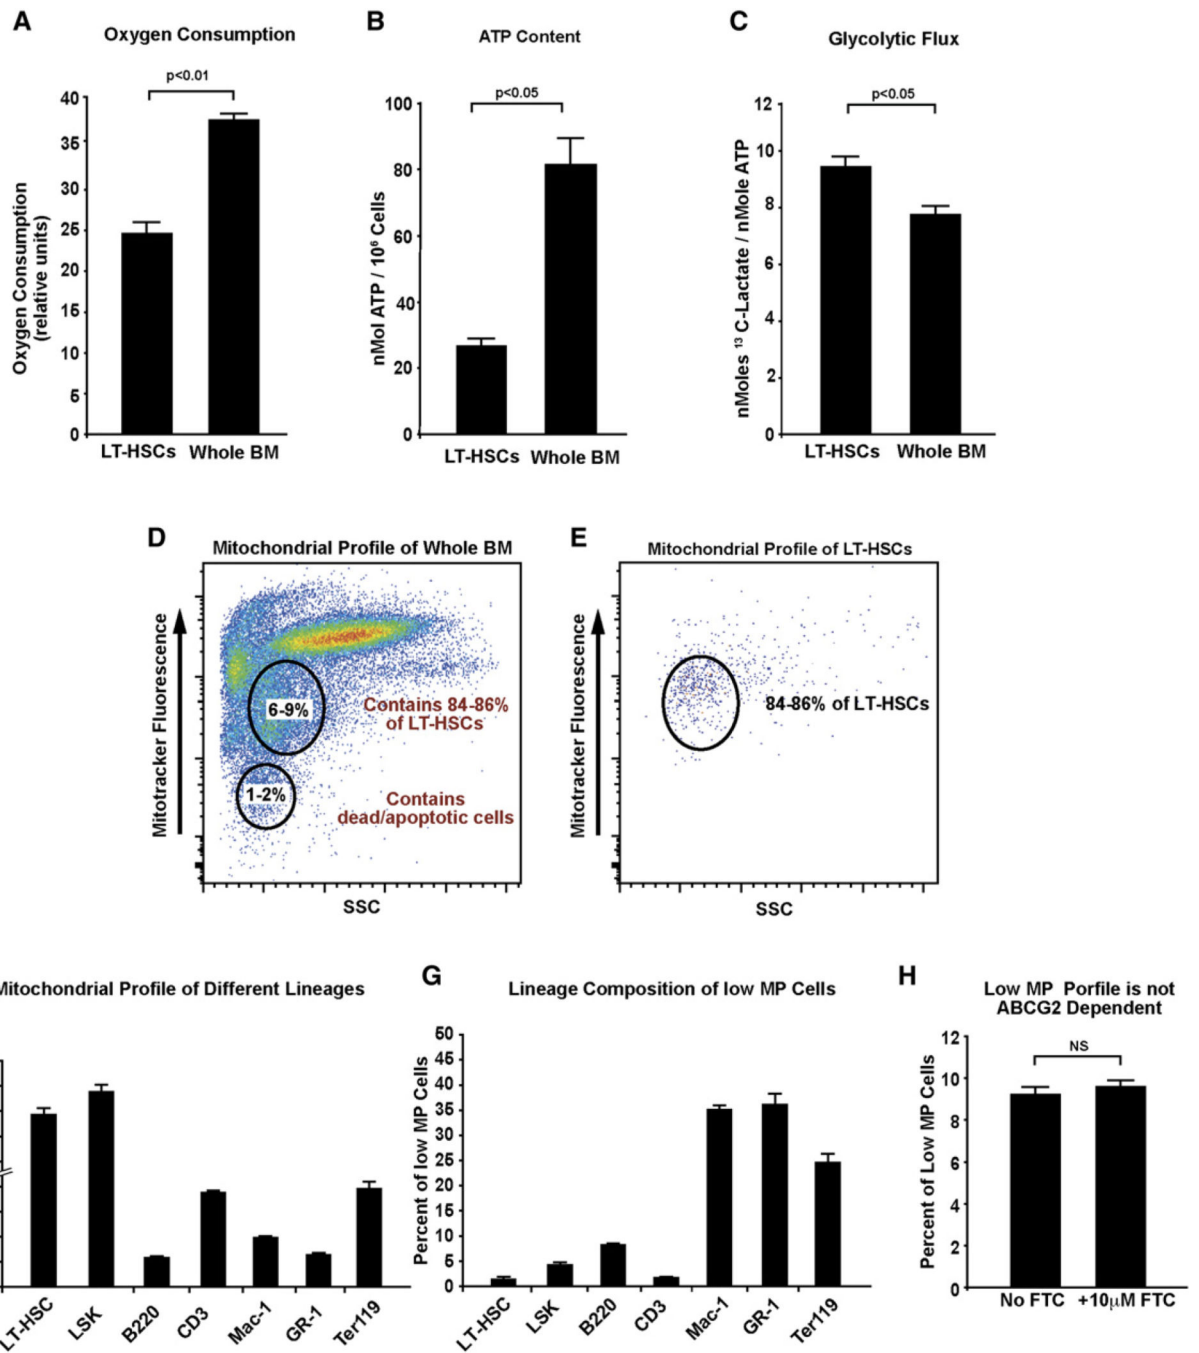 A
Oxygen Consumption
p<0.01
Oxygen Consumption
(relative units)
40
35
30
25
20
15
10
5
0
LT-HSCs Whole BM
B
ATP Content
p<0.05
nMol ATP / 10⁶ Cells
100
80
60
40
20
0
LT-HSCs Whole BM
C
Glycolytic Flux
p<0.05
nMoles ¹³ C-Lactate / nMole ATP
12
10
8
6
4
2
0
LT-HSCs Whole BM
D
Mitochondrial Profile of Whole BM
Mitotracker Fluorescence
6-9%
Contains 84-86%
of LT-HSCs
1-2%
Contains
dead/apoptotic cells
SSC
E
Mitochondrial Profile of LT-HSCs
Mitotracker Fluorescence
84-86% of LT-HSCs
SSC
Mitochondrial Profile of Different Lineages
LT-HSC LSK B220 CD3 Mac-1 GR-1 Ter119
G
Lineage Composition of low MP Cells
Percent of low MP Cells
50
45
40
35
30
25
20
15
10
5
0
LT-HSC LSK B220 CD3 Mac-1 GR-1 Ter119
H
Low MP Porfile is not
ABCG2 Dependent
NS
Percent of Low MP Cells
12
10
8
6
4
2
0
No FTC +10µM FTC